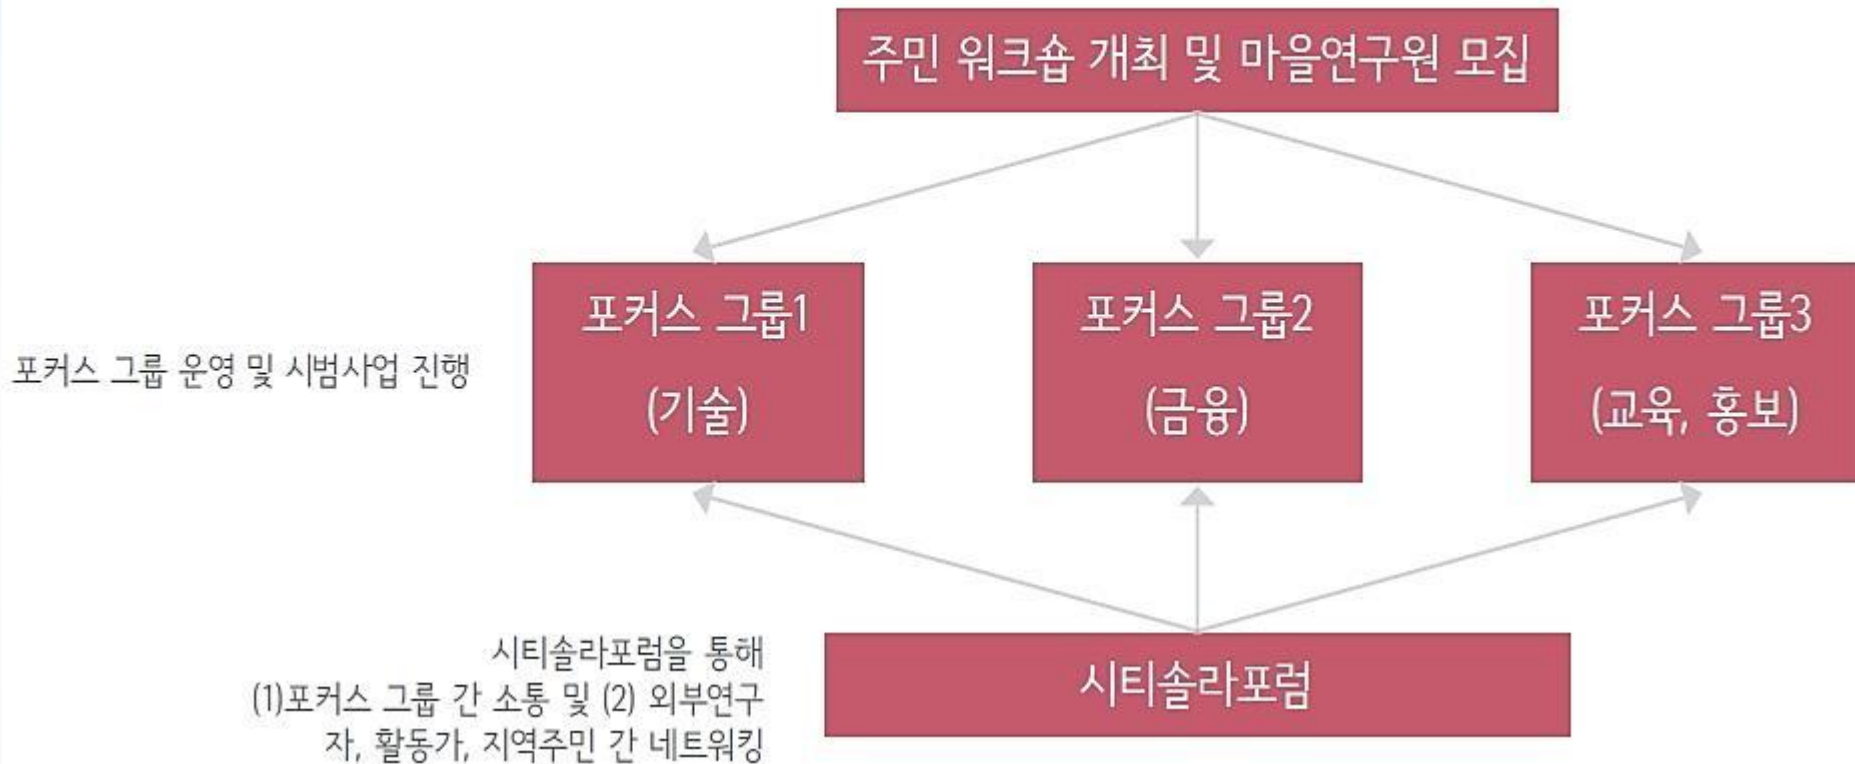 주민 워크숍 개최 및 마을연구원 모집
포커스 그룹 운영 및 시범사업 진행
포커스 그룹1
(기술)
포커스 그룹2
(금융)
포커스 그룹3
(교육, 홍보)
시티솔라포럼을 통해
(1)포커스 그룹 간 소통 및 (2) 외부연구
자, 활동가, 지역주민 간 네트워킹
시티솔라포럼